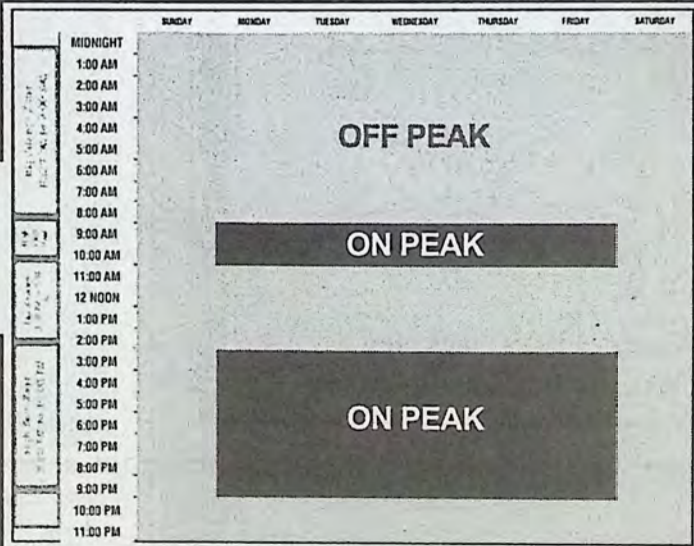 SUNDAY MONDAY TUESDAY WEDNESDAY THURSDAY FRIDAY SATURDAY
MIDNIGHT
1:00 AM
2:00 AM
3:00 AM
4:00 AM
5:00 AM
6:00 AM
7:00 AM
8:00 AM
9:00 AM
10:00 AM
11:00 AM
12 NOON
1:00 PM
2:00 PM
3:00 PM
4:00 PM
5:00 PM
6:00 PM
7:00 PM
8:00 PM
9:00 PM
10:00 PM
11:00 PM
OFF PEAK
ON PEAK
ON PEAK